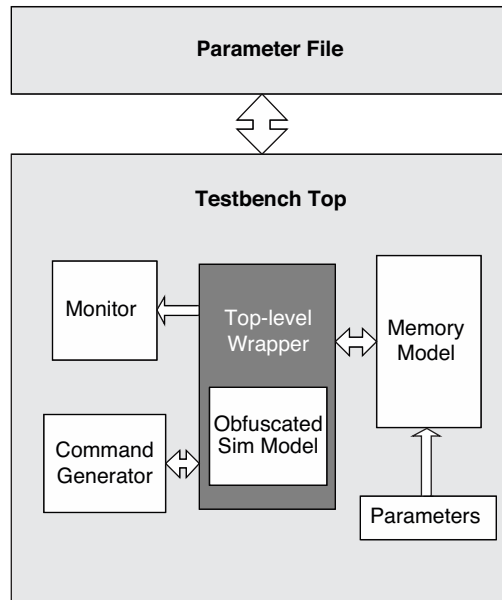 Parameter File
Testbench Top
Monitor
Top-level
Wrapper
Memory
Model
Obfuscated
Sim Model
Command
Generator
Parameters